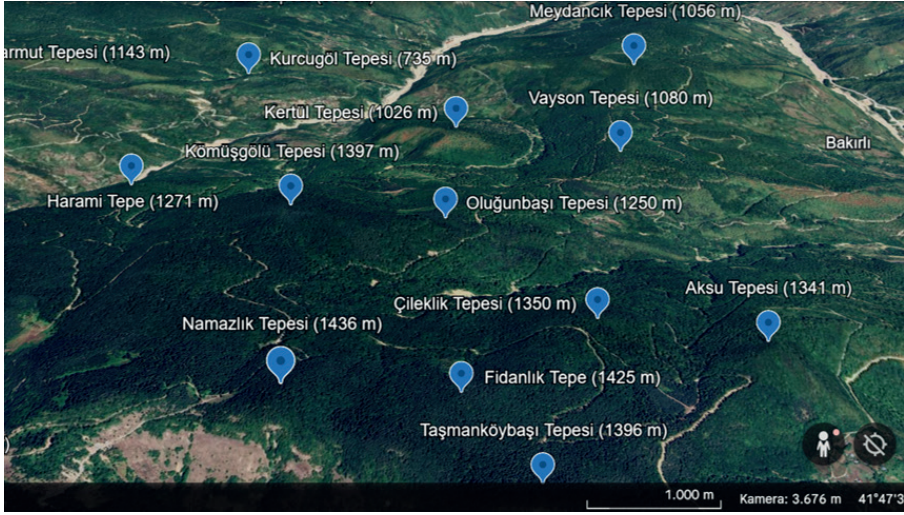 Meydancık Tepesi (1056 m)
armut Tepesi (1143 m)
Kurcugöl Tepesi (735 m)
Vayson Tepesi (1080 m)
Kertül Tepesi (1026 m)
Bakırlı
Kömüşgölü Tepesi (1397 m)
Harami Tepe (1271 m)
Oluğunbaşı Tepesi (1250 m)
Aksu Tepesi (1341 m)
Çileklik Tepesi (1350 m)
Namazlık Tepesi (1436 m)
Fidanlık Tepe (1425 m)
Taşmanköybaşı Tepesi (1396 m)
)
1.000 m
Kamera: 3.676 m 41°47'3